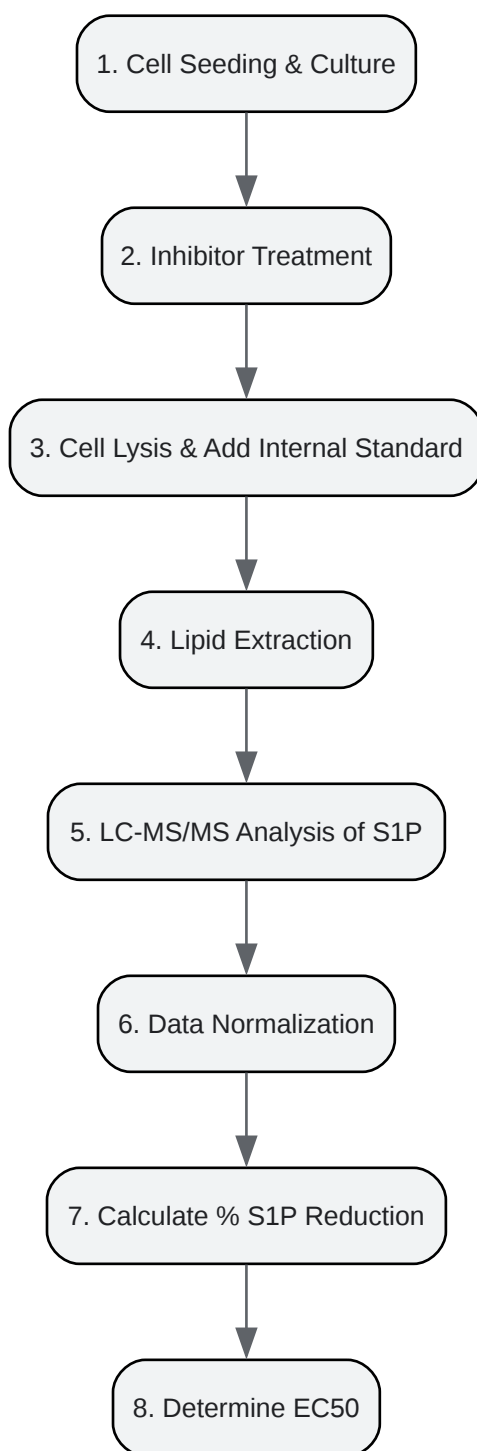 1. Cell Seeding & Culture
2. Inhibitor Treatment
3. Cell Lysis & Add Internal Standard
4. Lipid Extraction
5. LC-MS/MS Analysis of S1P
6. Data Normalization
7. Calculate % S1P Reduction
8. Determine EC50